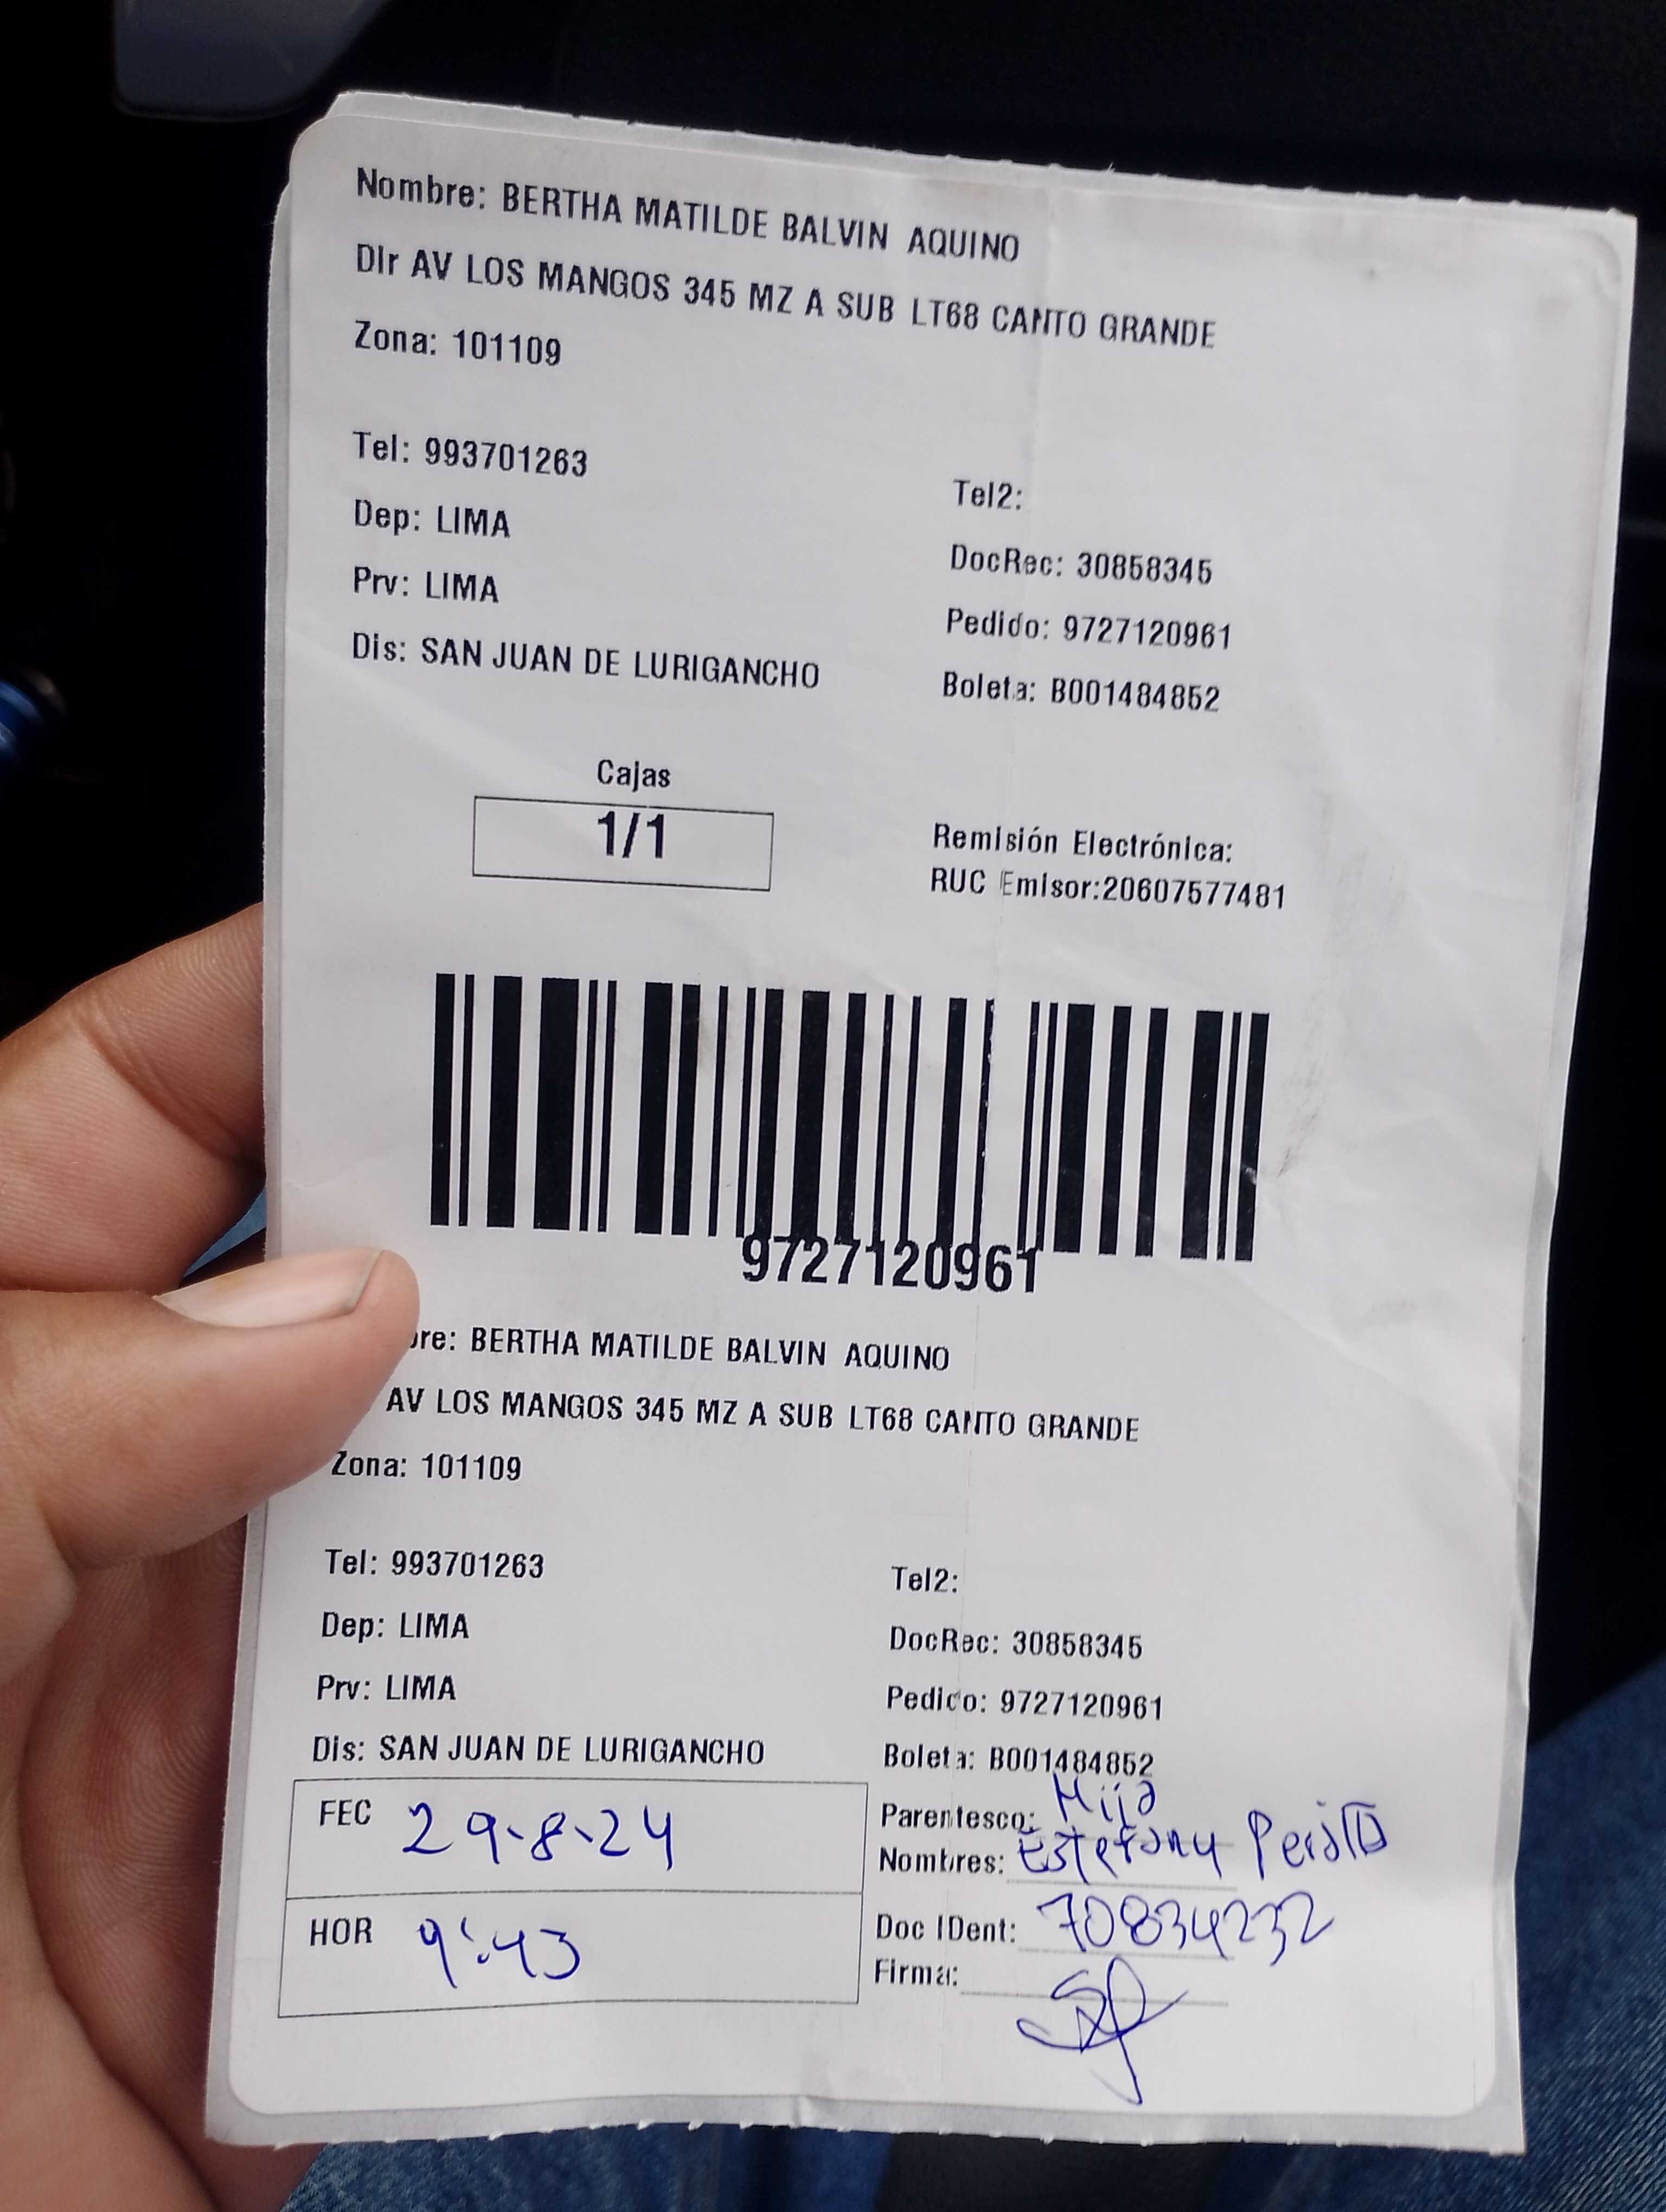 Nombre: BERTHA MATILDE BALVIN AQUINO
DIr AV LOS MANGOS 345 MZ A SUB LT68 CANTO GRANDE
Zona: 101109
Tel: 993701263
Tel2:
Dep: LIMA
DocRec: 30858345
Prv: LIMA
Pedido: 9727120961
Dis: SAN JUAN DE LURIGANCHO
Boleta: B001484852
Cajas
1/1
Remisión Electrónica:
RUC Emisor:20607577481
9727120961
bre: BERTHA MATILDE BALVIN AQUINO
AV LOS MANGOS 345 MZ A SUB LT68 CANTO GRANDE
Zona: 101109
Tel: 993701263
Tel2:
Dep: LIMA
DocRec: 30858345
Prv: LIMA
Pedido: 9727120961
Dis: SAN JUAN DE LURIGANCHO
Boleta: B001484852
FEC 29-8-24
Parentesco: Hija
Nombres: Estefany Peralta
HOR 9:43
Doc IDent: 70834232
Firma: